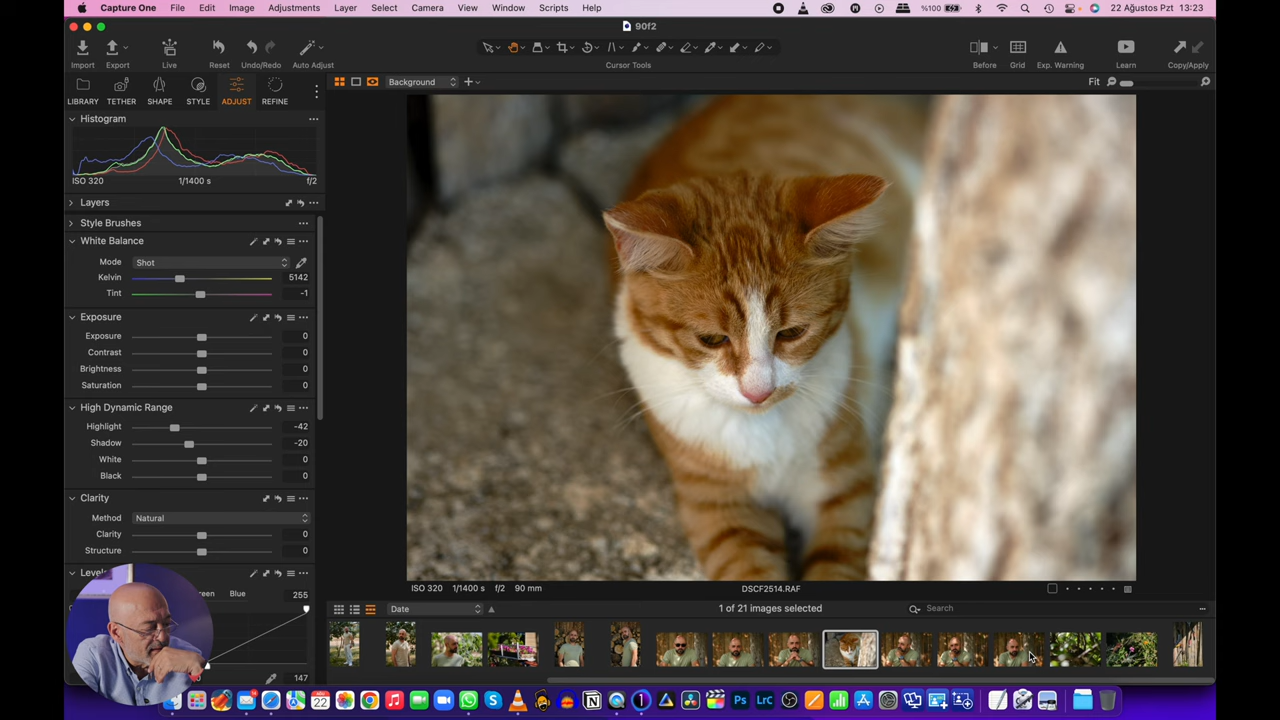 Capture One File Edit Image Adjustments Layer Select Camera View Window Scripts Help %100 22 Ağustos Pzt 13:23
90f2
Import Export Live Reset Undo/Redo Auto Adjust Cursor Tools Before Grid Exp. Warning Learn Copy/Apply
LIBRARY TETHER SHAPE STYLE ADJUST REFINE
Background Fit
Histogram
ISO 320 1/1400 s f/2
Layers
Style Brushes
White Balance
Mode Shot
Kelvin 5142
Tint -1
Exposure
Exposure 0
Contrast 0
Brightness 0
Saturation 0
High Dynamic Range
Highlight -42
Shadow -20
White 0
Black 0
Clarity
Method Natural
Clarity 0
Structure 0
Blue 255
147
ISO 320 1/1400 s f/2 90 mm DSCF2514.RAF
Date 1 of 21 images selected Search
22
Ps LrC